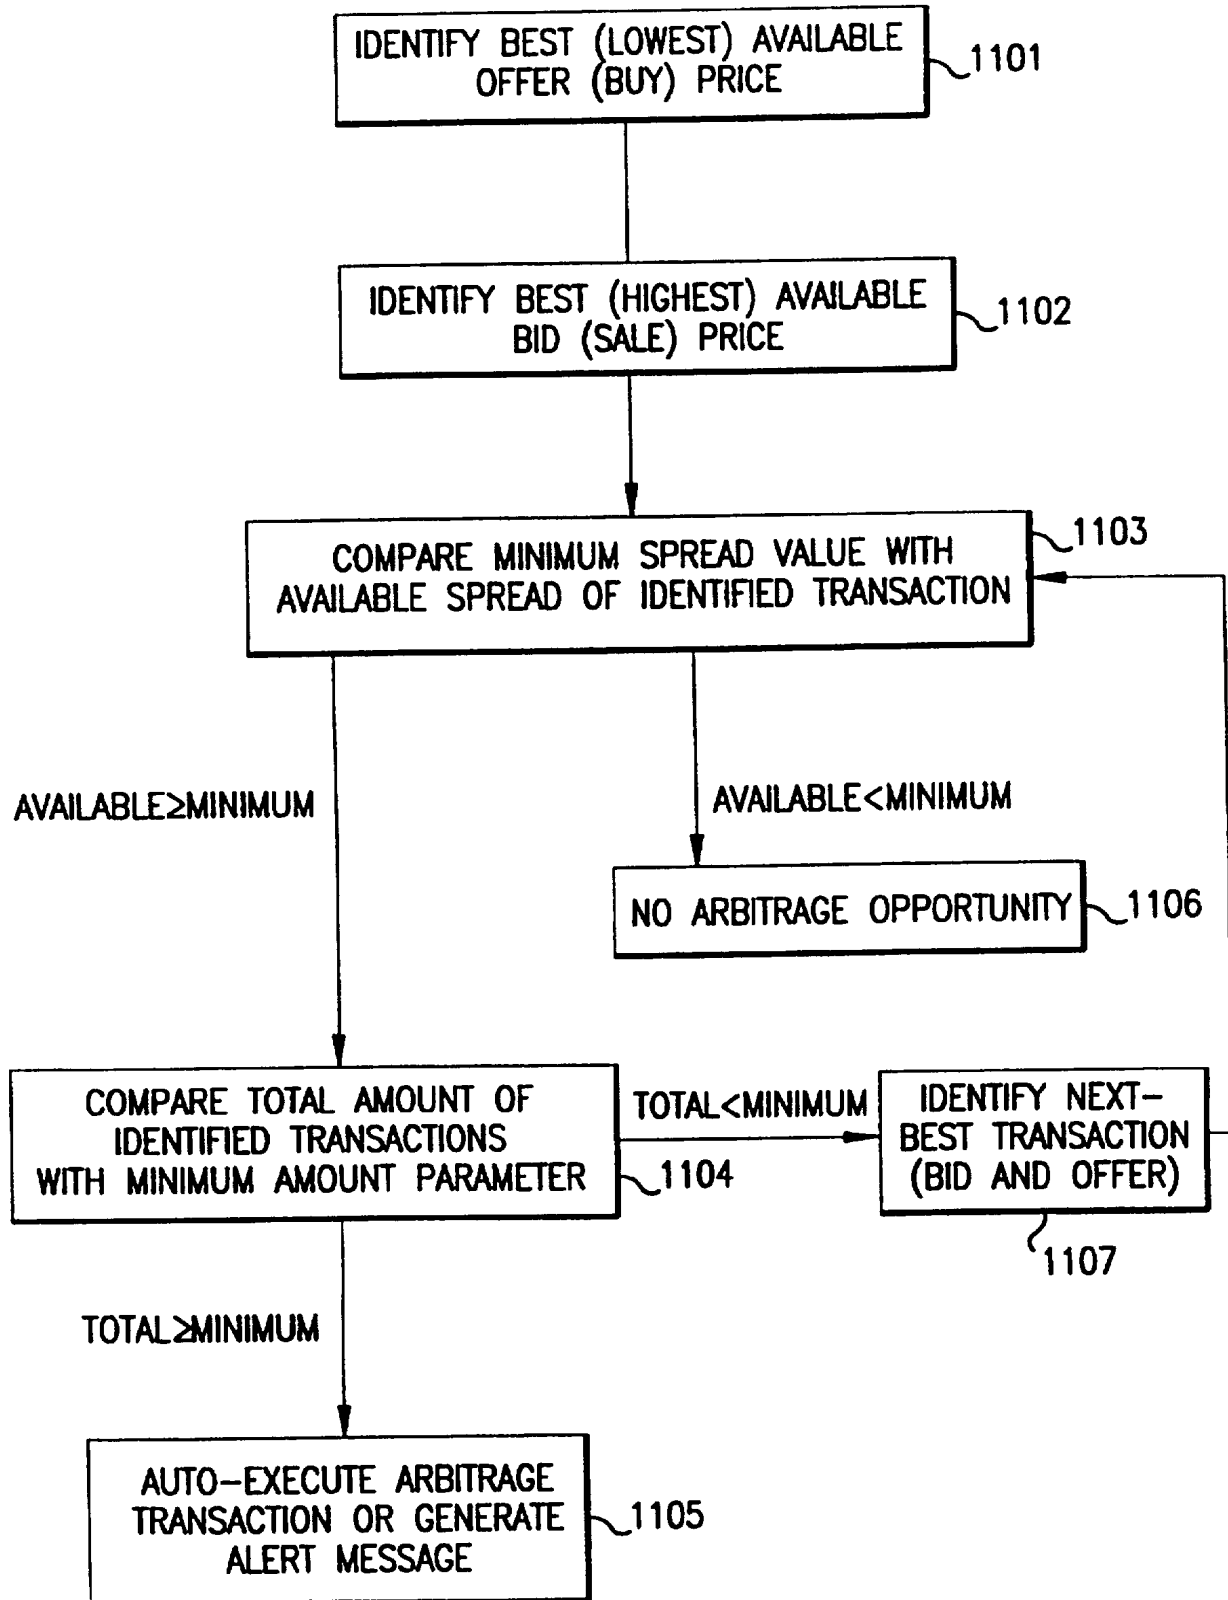 IDENTIFY BEST (LOWEST) AVAILABLE
OFFER (BUY) PRICE
1101
IDENTIFY BEST (HIGHEST) AVAILABLE
BID (SALE) PRICE
1102
COMPARE MINIMUM SPREAD VALUE WITH
AVAILABLE SPREAD OF IDENTIFIED TRANSACTION
1103
AVAILABLE≥MINIMUM
AVAILABLE<MINIMUM
NO ARBITRAGE OPPORTUNITY
1106
COMPARE TOTAL AMOUNT OF
IDENTIFIED TRANSACTIONS
WITH MINIMUM AMOUNT PARAMETER
1104
TOTAL<MINIMUM
IDENTIFY NEXT-
BEST TRANSACTION
(BID AND OFFER)
1107
TOTAL≥MINIMUM
AUTO-EXECUTE ARBITRAGE
TRANSACTION OR GENERATE
ALERT MESSAGE
1105